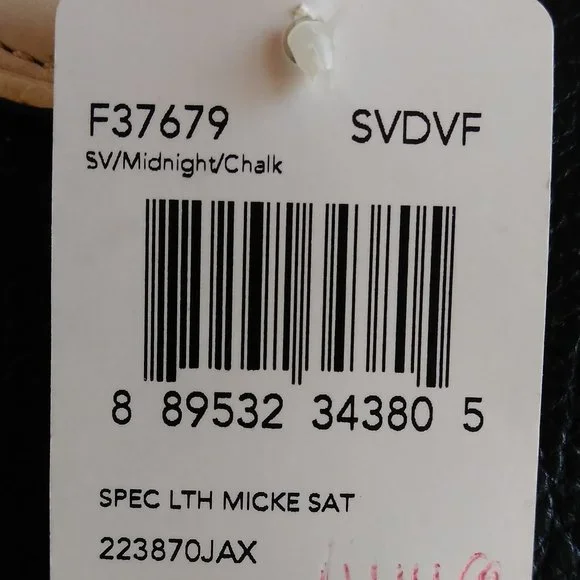 F37679 SVDVF
SV/Midnight/Chalk
8 89532 34380 5
SPEC LTH MICKE SAT
223870JAX